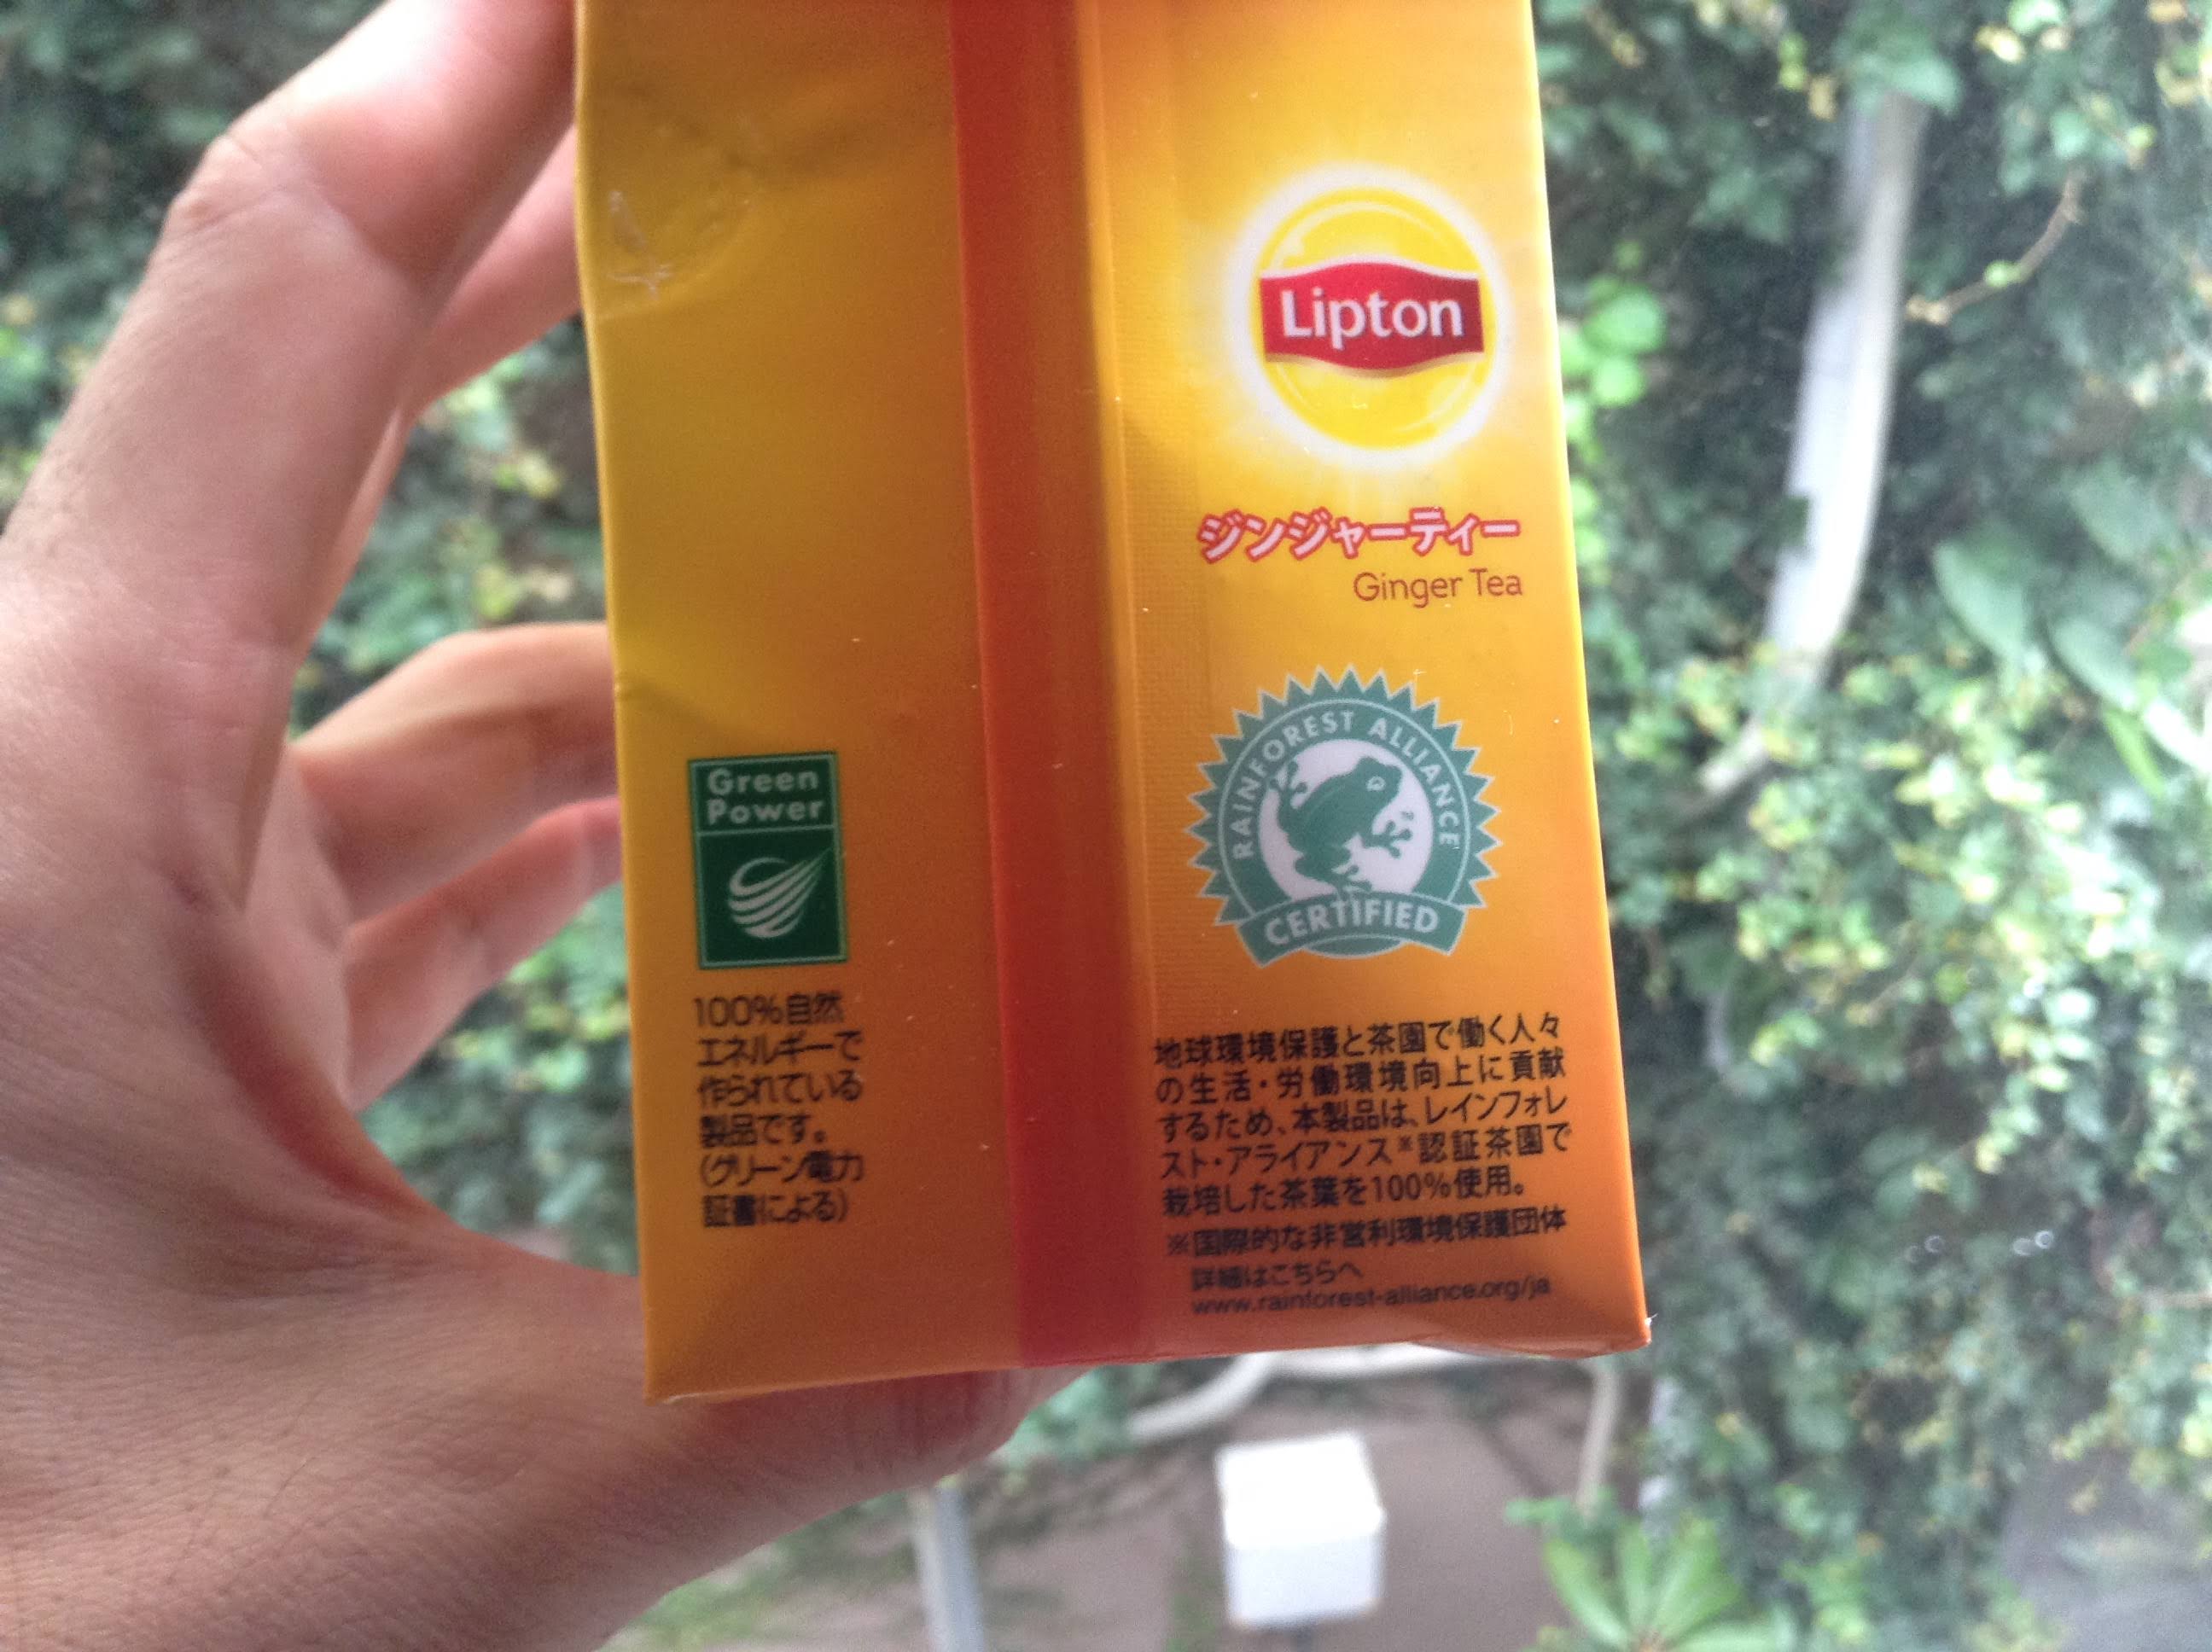 Lipton
ジンジャーティー
Ginger Tea
RAINFOREST ALLIANCE
CERTIFIED
地球環境保護と茶園で働く人々
の生活・労働環境向上に貢献
するため、本製品は、レインフォレ
スト・アライアンス※認証茶園で
栽培した茶葉を100%使用。
※国際的な非営利環境保護団体
詳細はこちらへ
www.rainforest-alliance.org/ja
Green
Power
100%自然
エネルギーで
作られている
製品です。
(グリーン電力
証書による)